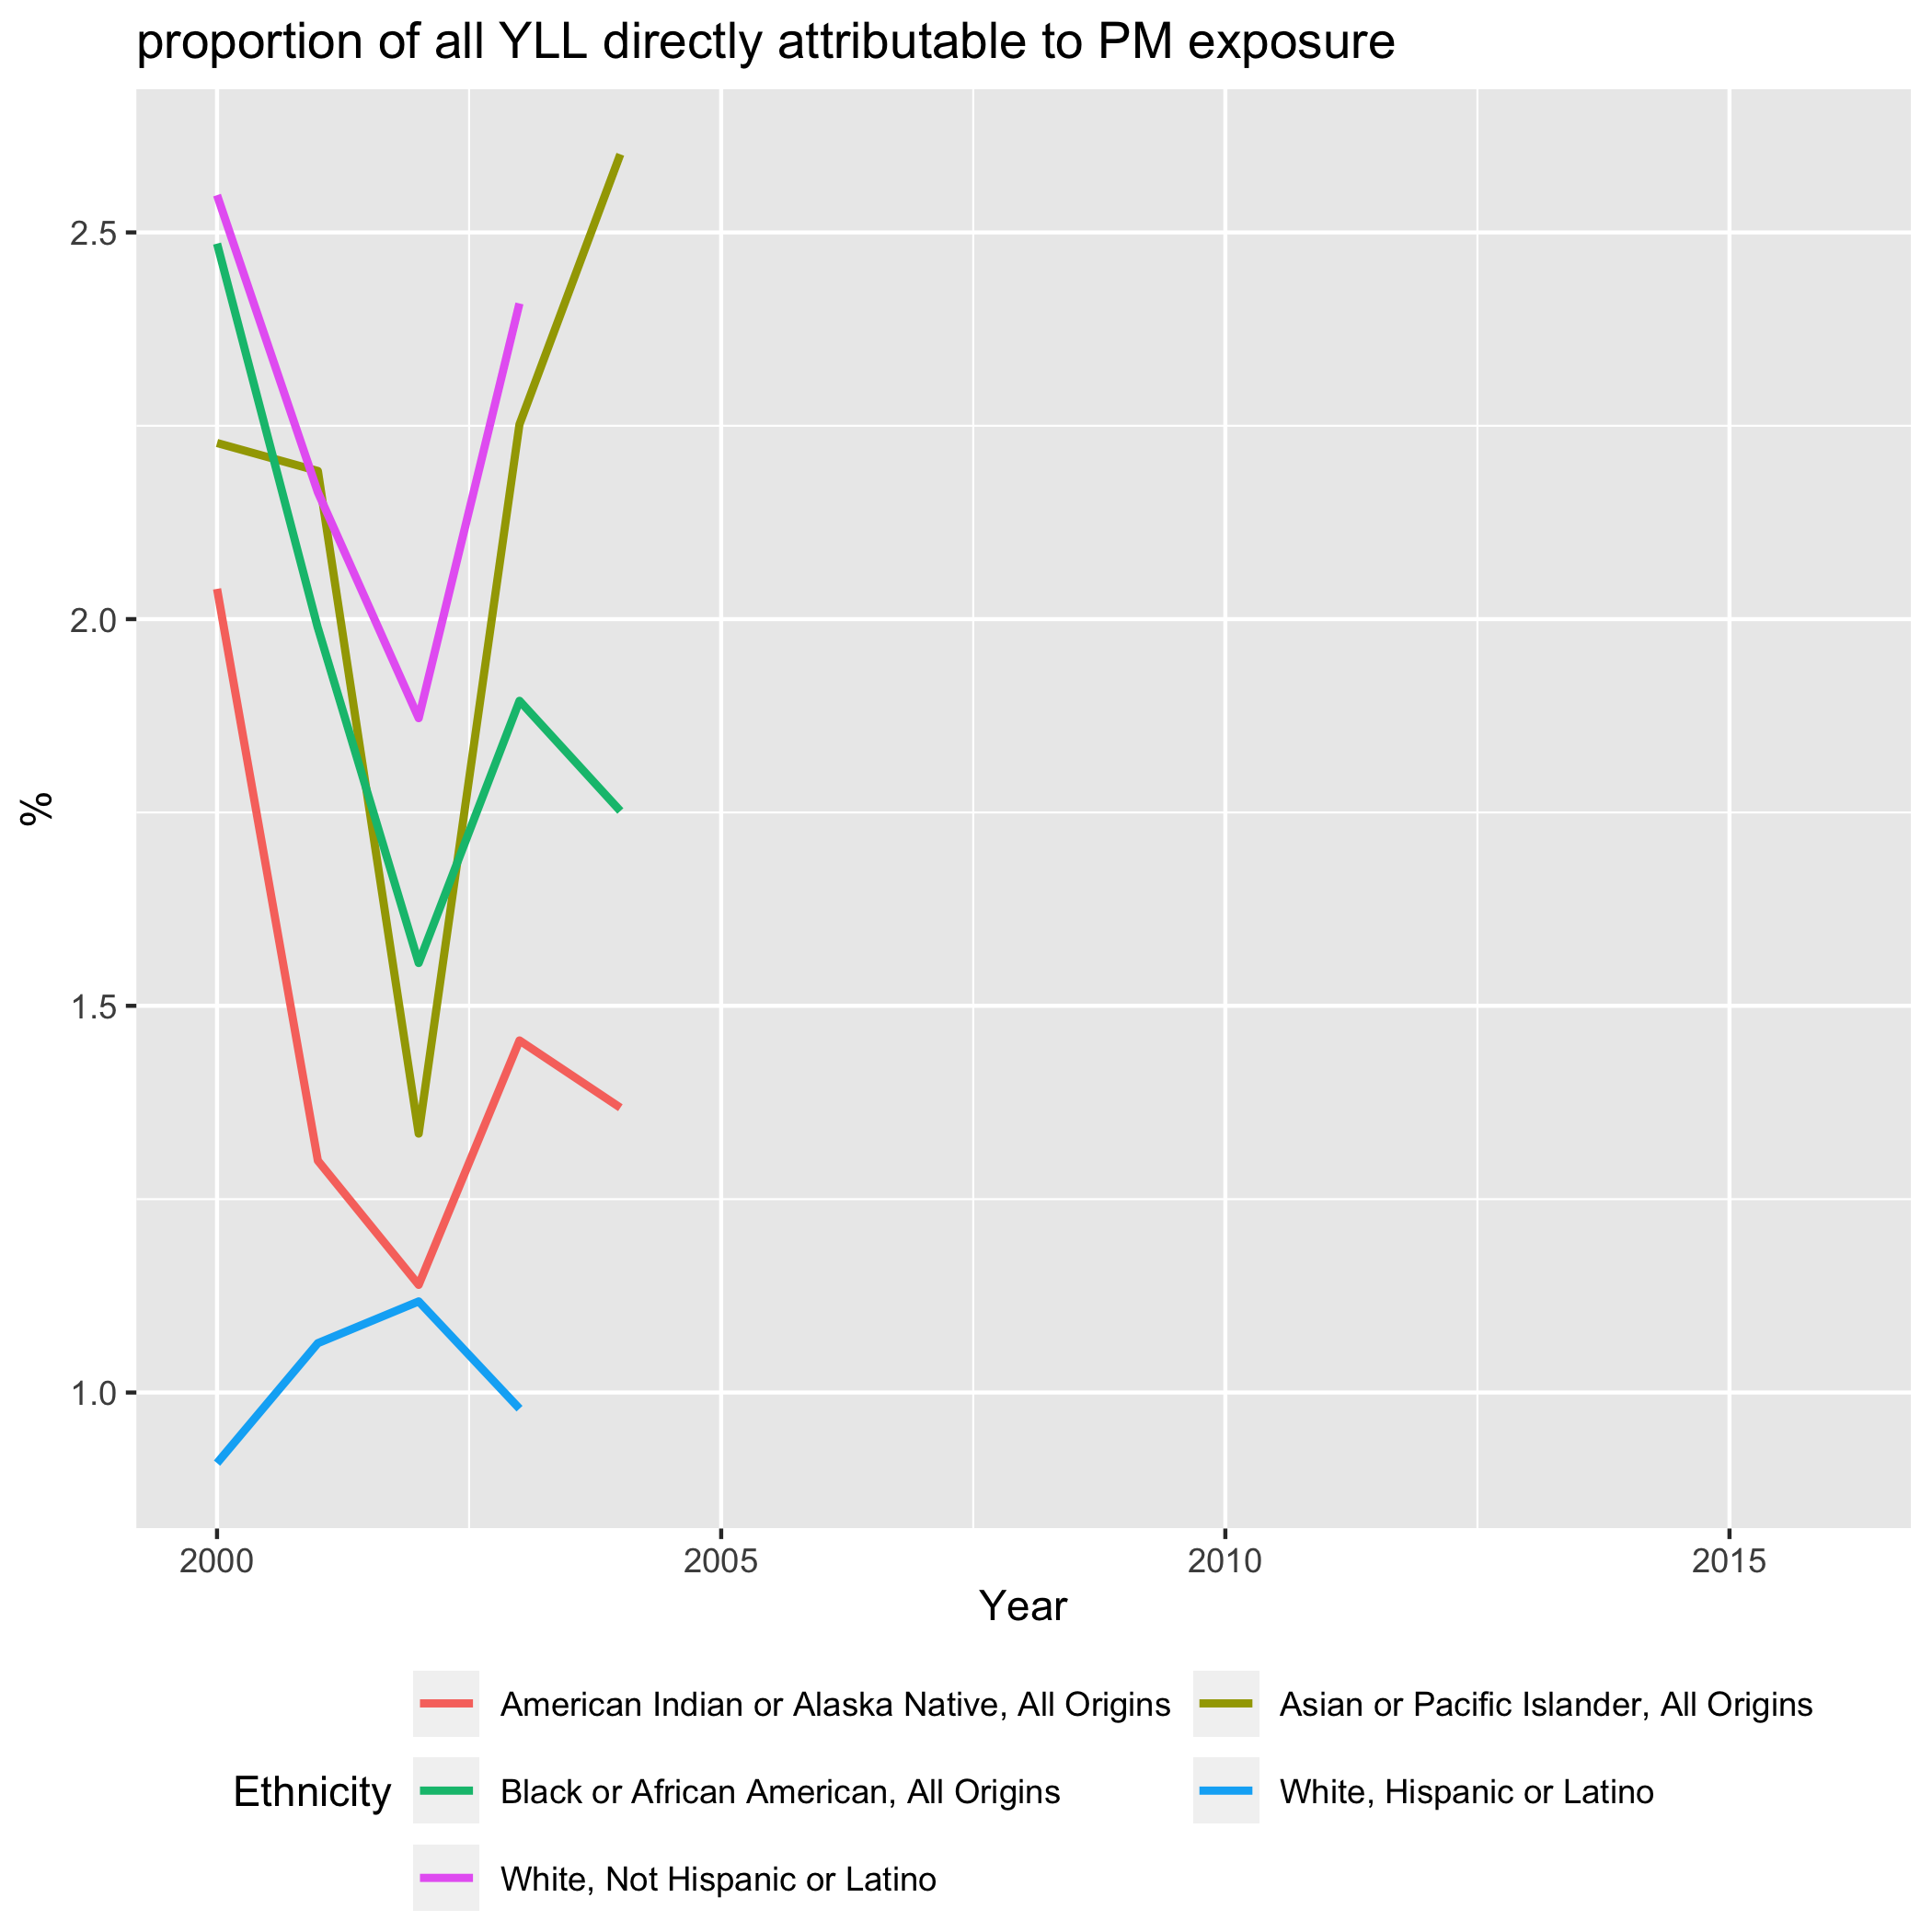 proportion of all YLL directly attributable to PM exposure
2.5
2.0
%
1.5
1.0
2000 2005 2010 2015
Year
American Indian or Alaska Native, All Origins Asian or Pacific Islander, All Origins
Ethnicity Black or African American, All Origins White, Hispanic or Latino
White, Not Hispanic or Latino